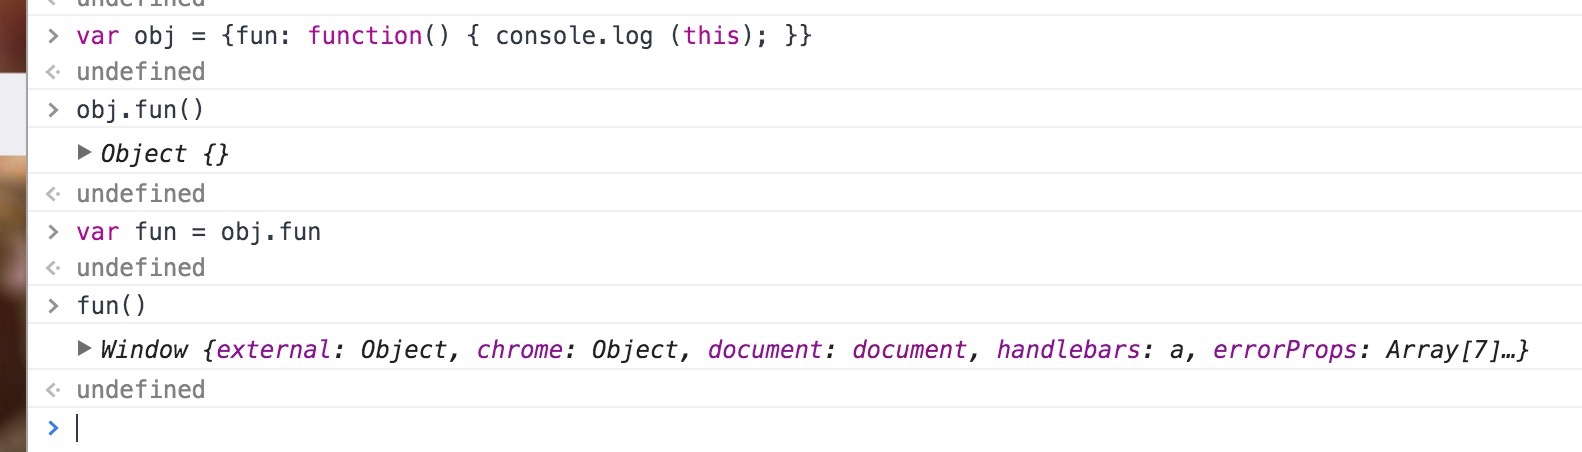 undefined
> var obj = {fun: function() { console.log (this); }}
undefined
> obj.fun()
▶ Object {}
undefined
> var fun = obj.fun
undefined
> fun()
▶ Window {external: Object, chrome: Object, document: document, handlebars: a, errorProps: Array[7]…}
undefined
>